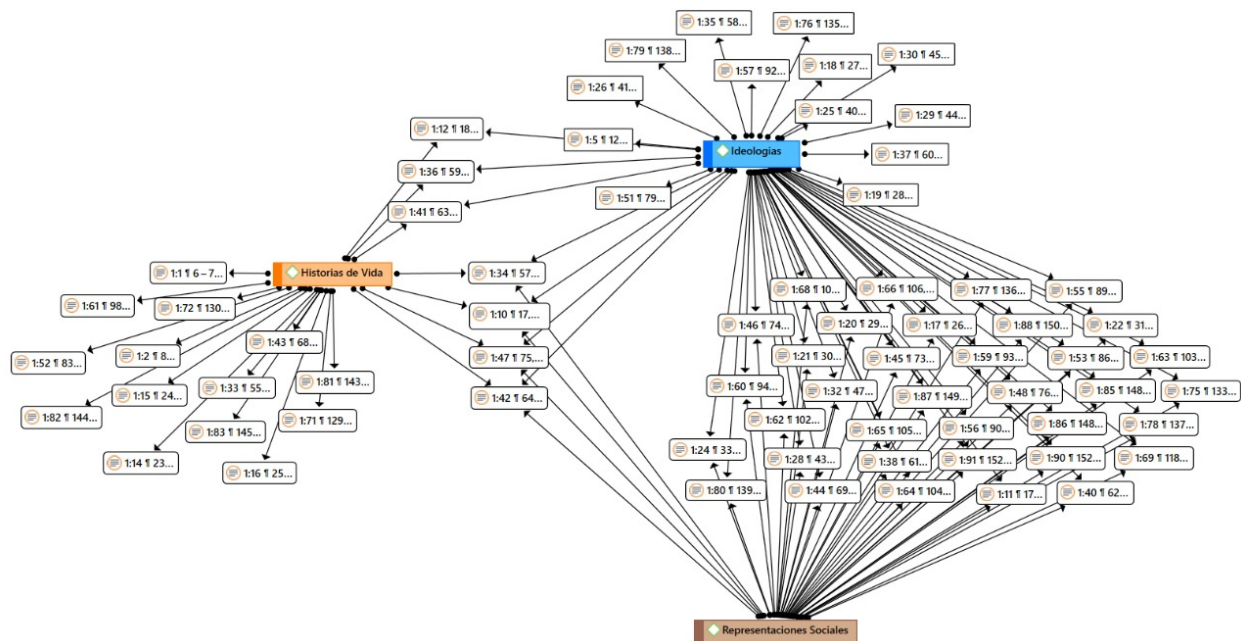 1:35 ¶ 58...
1:76 ¶ 135...
1:79 ¶ 138...
1:30 ¶ 45...
1:57 ¶ 92...
1:18 ¶ 27...
1:26 ¶ 41...
1:25 ¶ 40...
1:29 ¶ 44...
1:12 ¶ 18...
1:5 ¶ 12...
Ideologías
1:37 ¶ 60...
1:36 ¶ 59...
1:51 ¶ 79...
1:19 ¶ 28...
1:41 ¶ 63...
1:1 ¶ 6 – 7...
Historias de Vida
1:34 ¶ 57...
1:61 ¶ 98...
1:72 ¶ 130...
1:68 ¶ 10...
1:66 ¶ 106,...
1:77 ¶ 136...
1:55 ¶ 89...
1:10 ¶ 17,...
1:46 ¶ 74...
1:20 ¶ 29...
1:17 ¶ 26...
1:88 ¶ 150...
1:22 ¶ 31...
1:43 ¶ 68...
1:52 ¶ 83...
1:2 ¶ 8...
1:47 ¶ 75,...
1:21 ¶ 30...
1:45 ¶ 73...
1:59 ¶ 93...
1:53 ¶ 86...
1:63 ¶ 103...
1:81 ¶ 143...
1:33 ¶ 55...
1:60 ¶ 94...
1:32 ¶ 47...
1:87 ¶ 149...
1:48 ¶ 76...
1:85 ¶ 148...
1:75 ¶ 133...
1:15 ¶ 24...
1:42 ¶ 64...
1:82 ¶ 144...
1:71 ¶ 129...
1:62 ¶ 102...
1:65 ¶ 105...
1:56 ¶ 90...
1:86 ¶ 148...
1:78 ¶ 137...
1:83 ¶ 145...
1:24 ¶ 33...
1:28 ¶ 43...
1:38 ¶ 61...
1:91 ¶ 152...
1:90 ¶ 152...
1:69 ¶ 118...
1:14 ¶ 23...
1:16 ¶ 25...
1:80 ¶ 139...
1:44 ¶ 69...
1:64 ¶ 104...
1:11 ¶ 17...
1:40 ¶ 62...
Representaciones Sociales